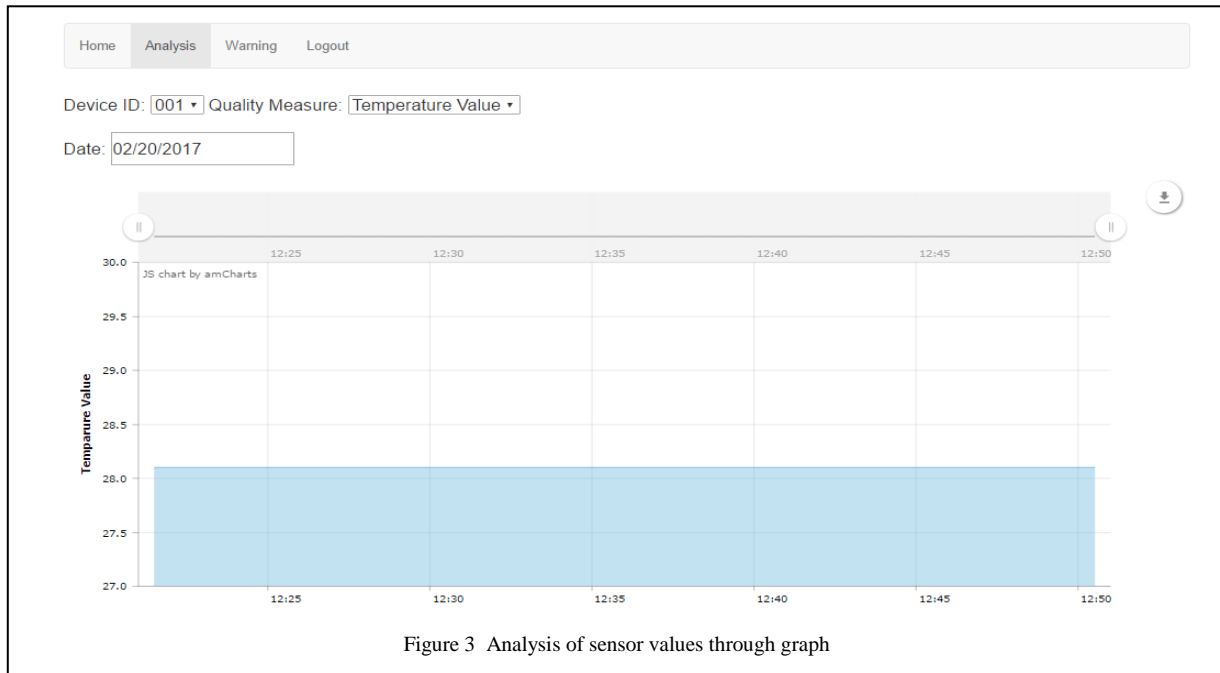 Home Analysis Warning Logout
Device ID: 001 Quality Measure: Temperature Value
Date: 02/20/2017
12:25 12:30 12:35 12:40 12:45 12:50
JS chart by amCharts
30.0
29.5
29.0
28.5
28.0
27.5
27.0
Temparure Value
12:25 12:30 12:35 12:40 12:45 12:50
Figure 3 Analysis of sensor values through graph